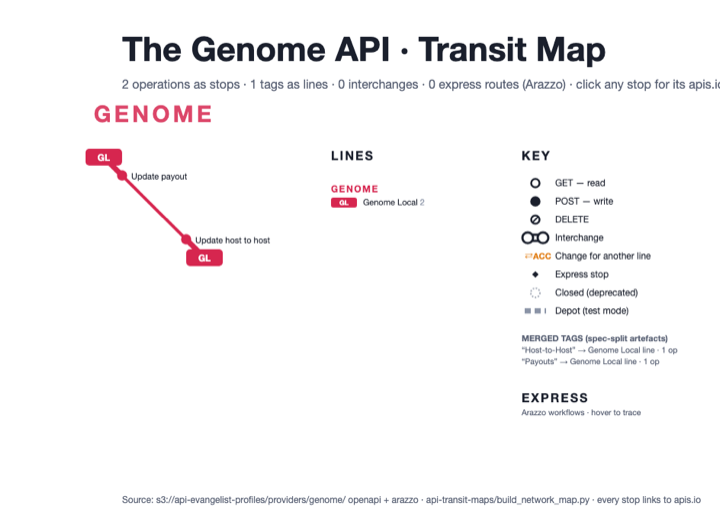 The Genome API · Transit Map
2 operations as stops · 1 tags as lines · 0 interchanges · 0 express routes (Arazzo) · click any stop for its apis.io
GENOME
GL
Update payout
Update host to host
GL
LINES
GENOME
GL Genome Local 2
KEY
GET — read
POST — write
DELETE
Interchange
⇄ACC Change for another line
Express stop
Closed (deprecated)
Depot (test mode)
MERGED TAGS (spec-split artefacts)
"Host-to-Host" → Genome Local line · 1 op
"Payouts" → Genome Local line · 1 op
EXPRESS
Arazzo workflows · hover to trace
Source: s3://api-evangelist-profiles/providers/genome/ openapi + arazzo · api-transit-maps/build_network_map.py · every stop links to apis.io